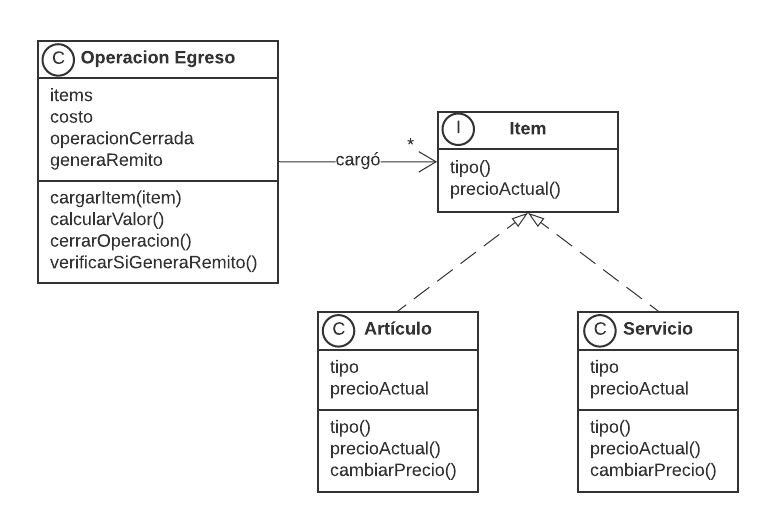 C Operacion Egreso
items
costo
operacionCerrada
generaRemito
cargarItem(item)
calcularValor()
cerrarOperacion()
verificarSiGeneraRemito()
cargó
*
I Item
tipo()
precioActual()
C Artículo
tipo
precioActual
tipo()
precioActual()
cambiarPrecio()
C Servicio
tipo
precioActual
tipo()
precioActual()
cambiarPrecio()